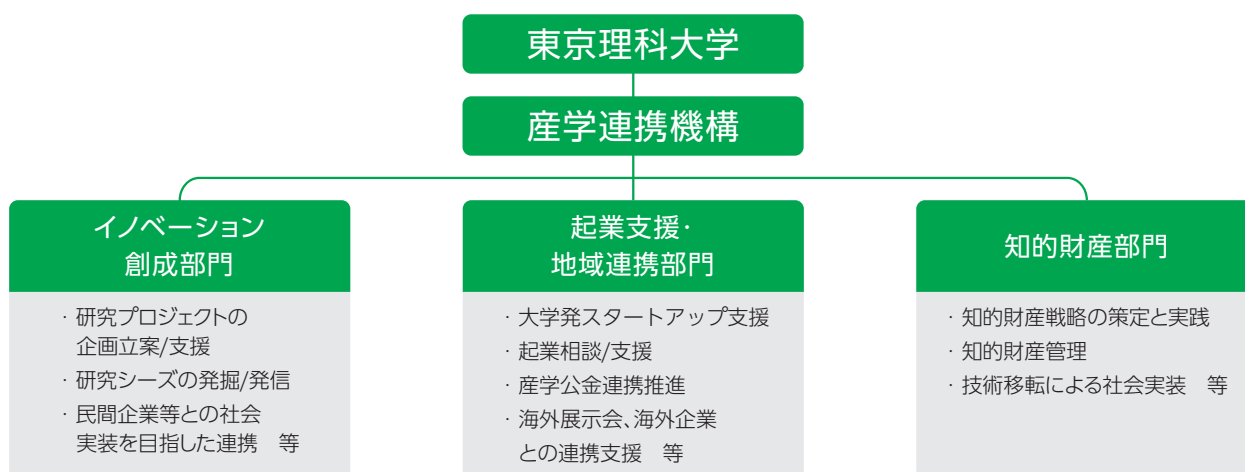 東京理科大学
産学連携機構
イノベーション
創成部門
・研究プロジェクトの
企画立案/支援
・研究シーズの発掘/発信
・民間企業等との社会
実装を目指した連携　等
起業支援・
地域連携部門
・大学発スタートアップ支援
・起業相談/支援
・産学公金連携推進
・海外展示会、海外企業
との連携支援　等
知的財産部門
・知的財産戦略の策定と実践
・知的財産管理
・技術移転による社会実装　等